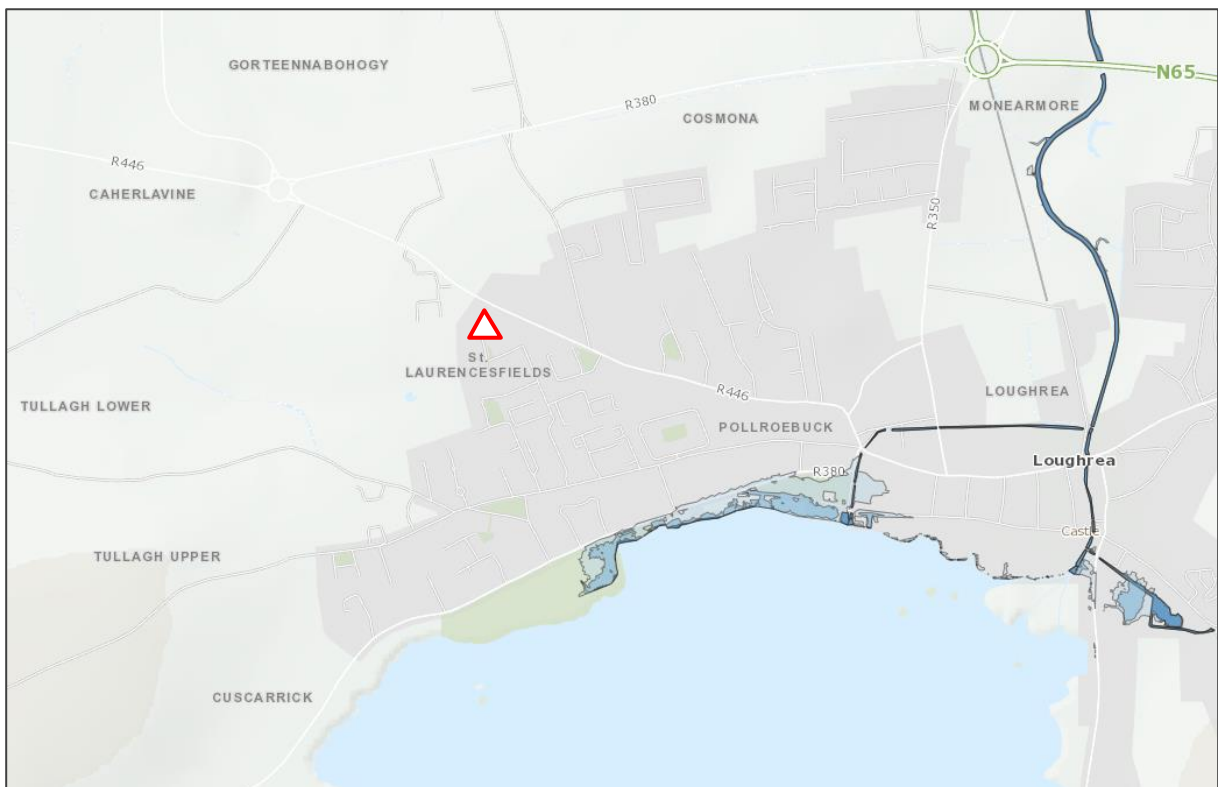 GORTEENNABOHOGY
N65
R380
MONEARMORE
COSMONA
R446
CAHERLAVINE
R350
St.
LAURENCESFIELDS
R446
LOUGHREA
TULLAGH LOWER
POLLROEBUCK
Loughrea
R380
Castle
TULLAGH UPPER
CUSCARRICK